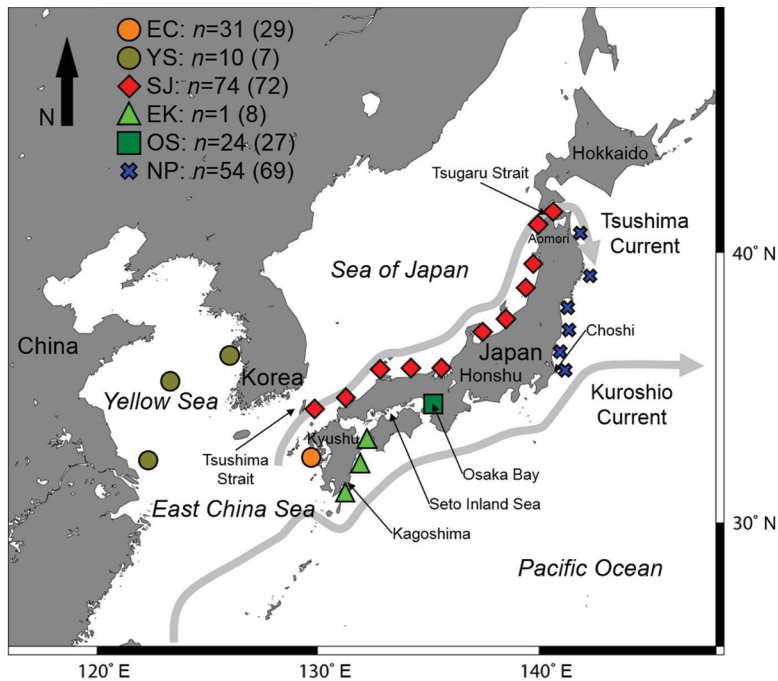 EC: n=31 (29)
YS: n=10 (7)
SJ: n=74 (72)
EK: n=1 (8)
OS: n=24 (27)
NP: n=54 (69)
N
Hokkaido
Tsugaru Strait
Aomori
Tsushima
Current
40° N
Sea of Japan
China
Korea
Japan
Choshi
Honshu
Yellow Sea
Kuroshio
Current
Kyushu
Tsushima
Strait
Osaka Bay
Seto Inland Sea
East China Sea
Kagoshima
30° N
Pacific Ocean
120° E
130° E
140° E